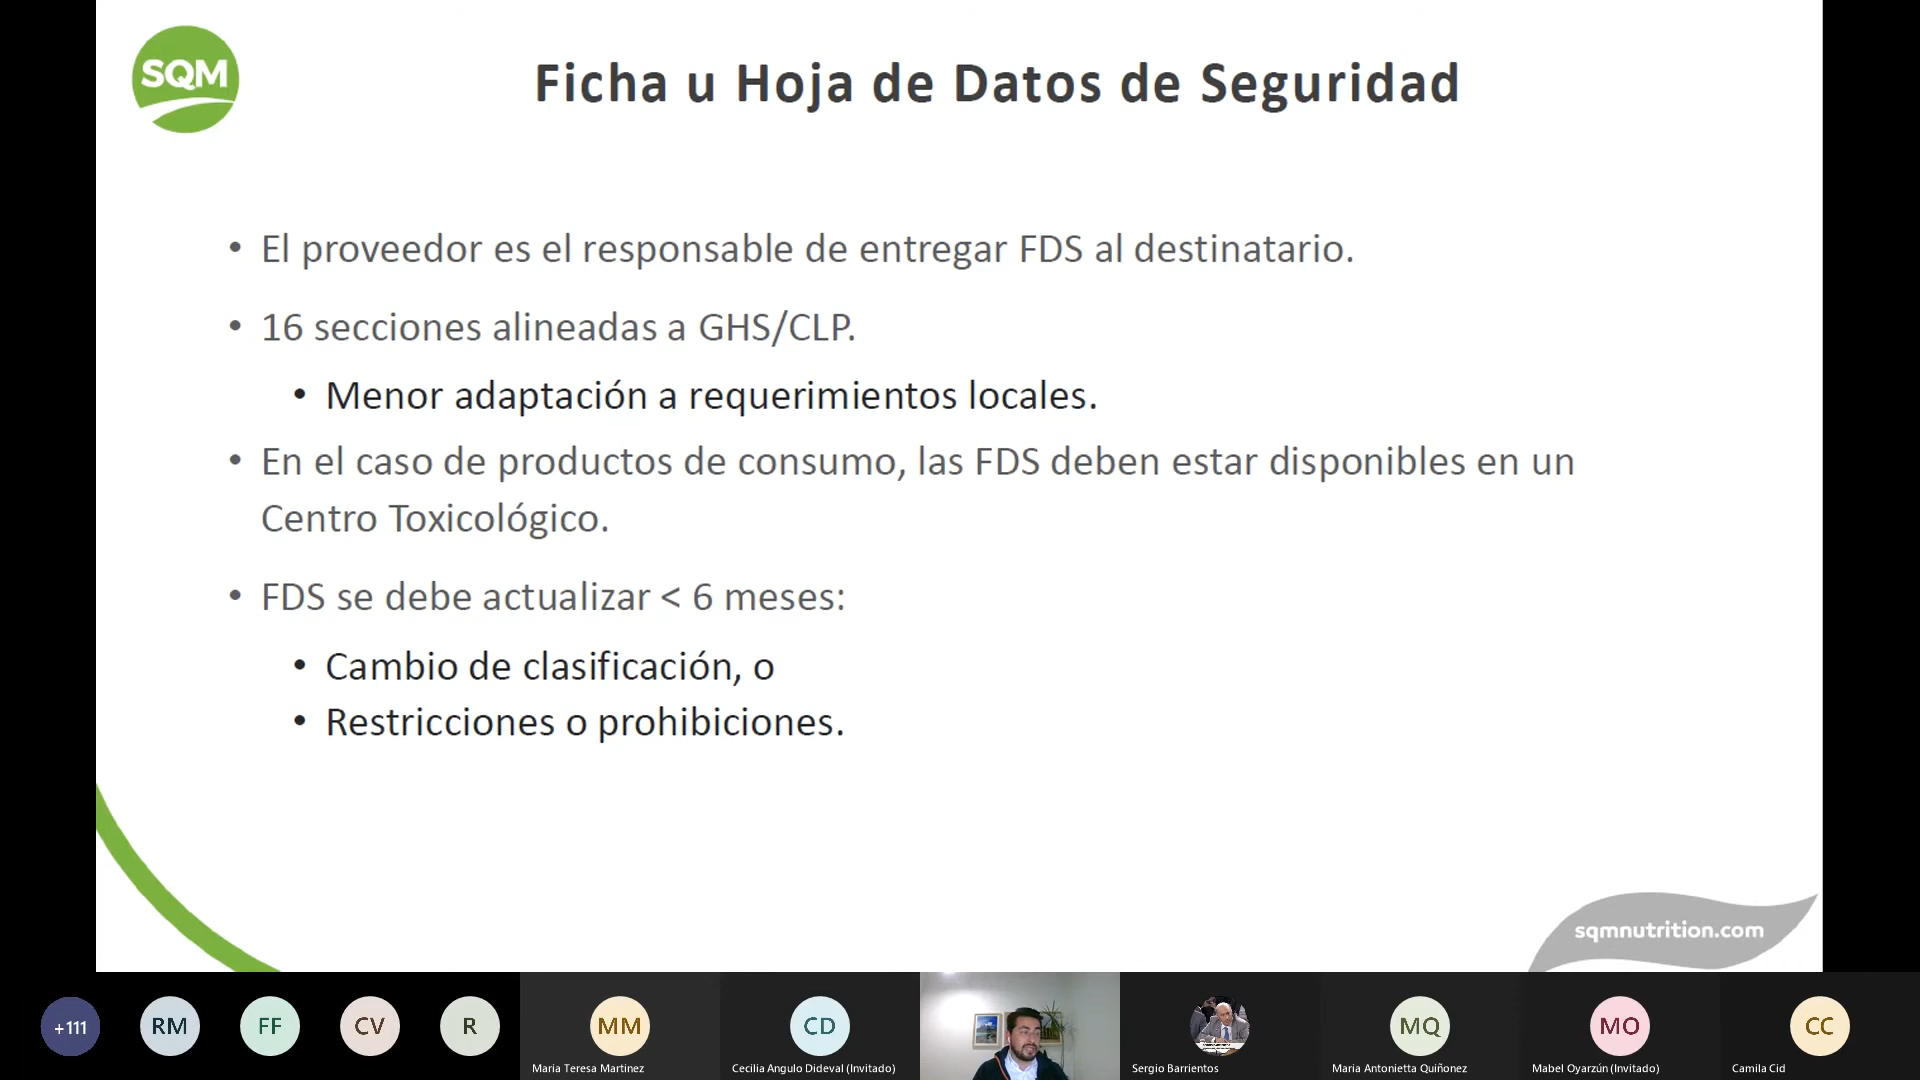 SQM
Ficha u Hoja de Datos de Seguridad
• El proveedor es el responsable de entregar FDS al destinatario.
• 16 secciones alineadas a GHS/CLP.
• Menor adaptación a requerimientos locales.
• En el caso de productos de consumo, las FDS deben estar disponibles en un
Centro Toxicológico.
• FDS se debe actualizar < 6 meses:
• Cambio de clasificación, o
• Restricciones o prohibiciones.
sqmnutrition.com
+111
RM
FF
CV
R
MM
CD
MQ
MO
CC
Maria Teresa Martinez
Cecilia Angulo Dideval (Invitado)
Sergio Barrientos
Maria Antonietta Quiñonez
Mabel Oyarzún (Invitado)
Camila Cid